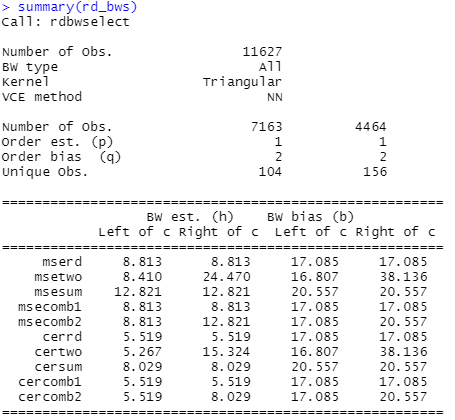 > summary(rd_bws)
Call: rdbwselect
Number of Obs. 11627
BW type All
Kernel Triangular
VCE method NN
Number of Obs. 7163 4464
Order est. (p) 1 1
Order bias (q) 2 2
Unique Obs. 104 156
=======================================================
BW est. (h) BW bias (b)
Left of c Right of c Left of c Right of c
=======================================================
mserd 8.813 8.813 17.085 17.085
msetwo 8.410 24.470 16.807 38.136
msesum 12.821 12.821 20.557 20.557
msecomb1 8.813 8.813 17.085 17.085
msecomb2 8.813 12.821 17.085 20.557
cerrd 5.519 5.519 17.085 17.085
certwo 5.267 15.324 16.807 38.136
cersum 8.029 8.029 20.557 20.557
cercomb1 5.519 5.519 17.085 17.085
cercomb2 5.519 8.029 17.085 20.557
=======================================================